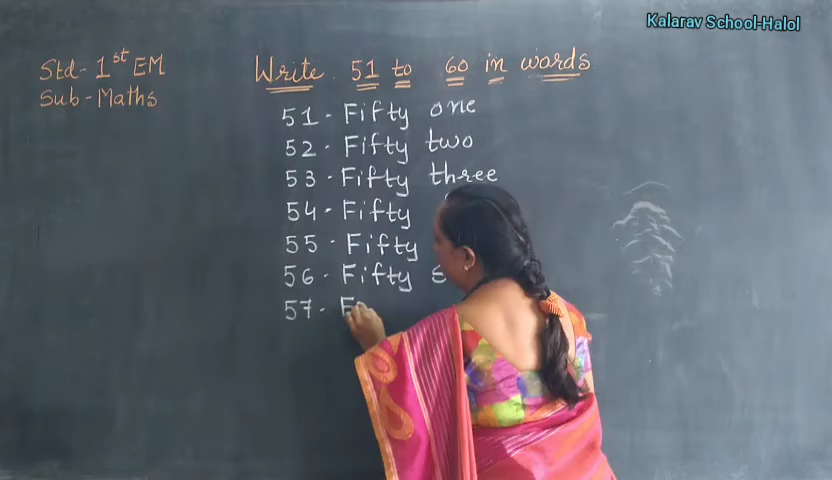 Kalarav School-Halol
Std - 1st EM
Sub - Maths
Write 51 to 60 in words
51 - Fifty one
52 - Fifty two
53 - Fifty three
54 - Fifty
55 - Fifty
56 - Fifty
57 - F